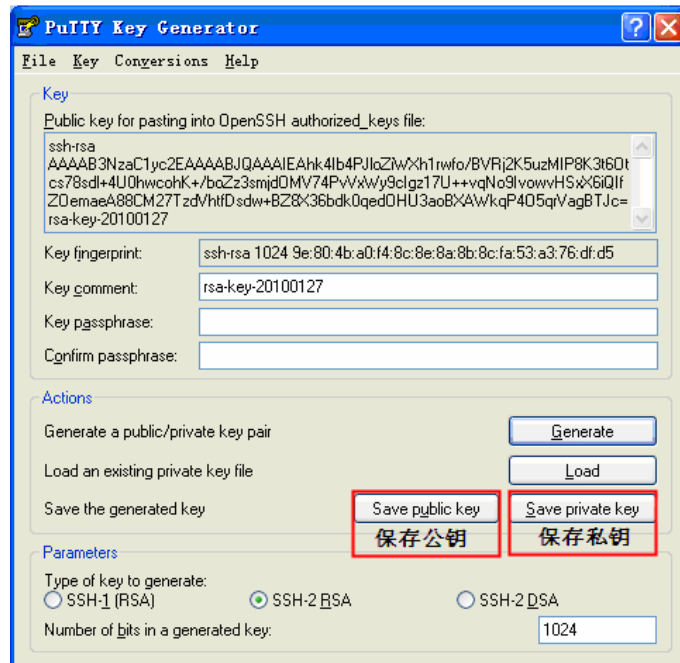 PuTTY Key Generator
File Key Conversions Help
Key
Public key for pasting into OpenSSH authorized_keys file:
ssh-rsa
AAAAB3NzaC1yc2EAAAABJQAAAIEAhk4Ib4PJloZiWXh1rwfo/BVRj2K5uzMIP8K3t6Ot
cs78sdl+4U0hwcohK+/boZz3smjdOMV74PvVxWy9cIgz17U++vqNo9IvowvHSxX6iQIf
ZOemaeA88CM27TzdVhtfDsdw+BZ8X36bdk0qedOHU3aoBXAWkqP4O5qrVagBTJc=
rsa-key-20100127
Key fingerprint: ssh-rsa 1024 9e:80:4b:a0:f4:8c:8e:8a:8b:8c:fa:53:a3:76:df:d5
Key comment: rsa-key-20100127
Key passphrase:
Confirm passphrase:
Actions
Generate a public/private key pair Generate
Load an existing private key file Load
Save the generated key Save public key Save private key
保存公钥 保存私钥
Parameters
Type of key to generate:
SSH-1 (RSA) SSH-2 RSA SSH-2 DSA
Number of bits in a generated key: 1024